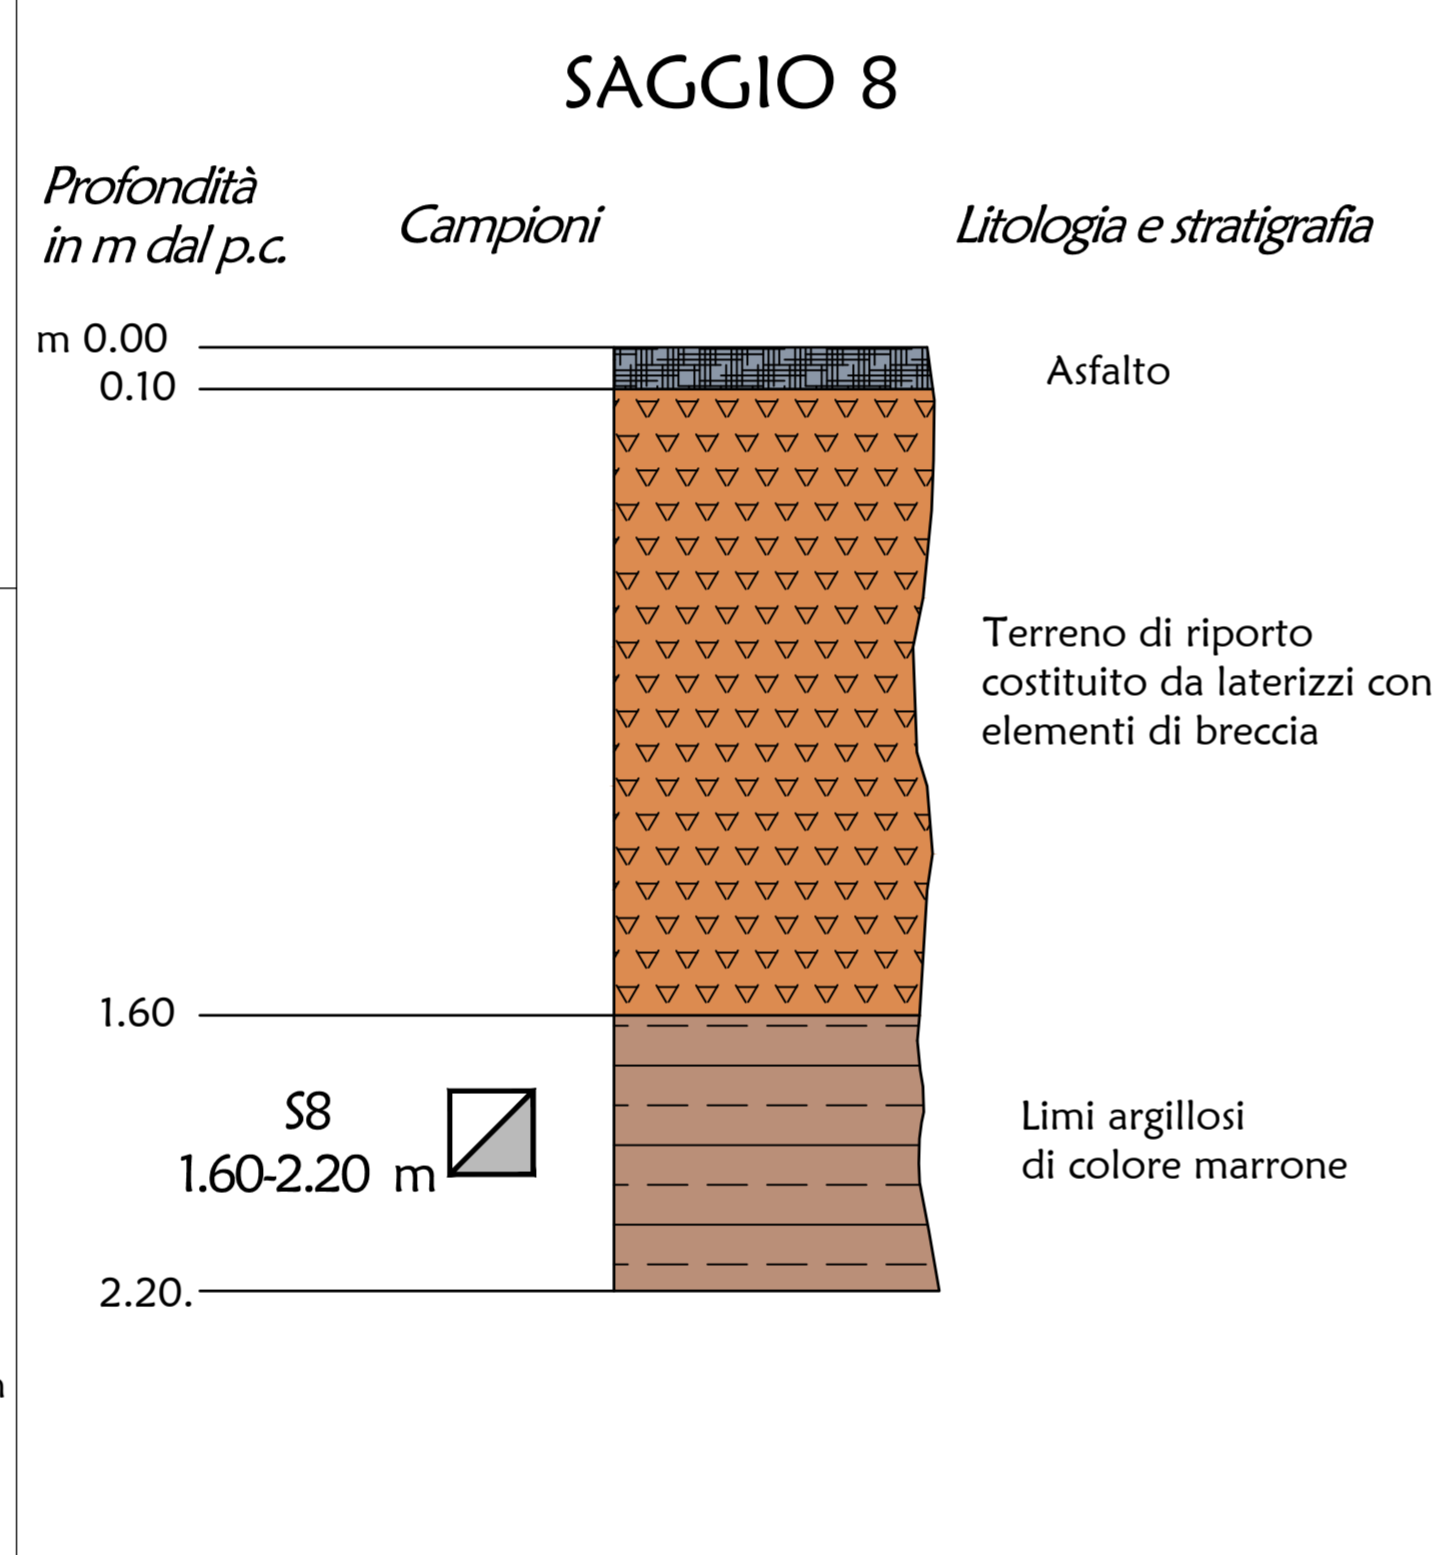 SAGGIO 8
Profondità
in m dal p.c.
Campioni
Litologia e stratigrafia
m 0.00
0.10
Asfalto
Terreno di riporto
costituito da laterizzi con
elementi di breccia
1.60
S8
1.60-2.20 m
Limi argillosi
di colore marrone
2.20.